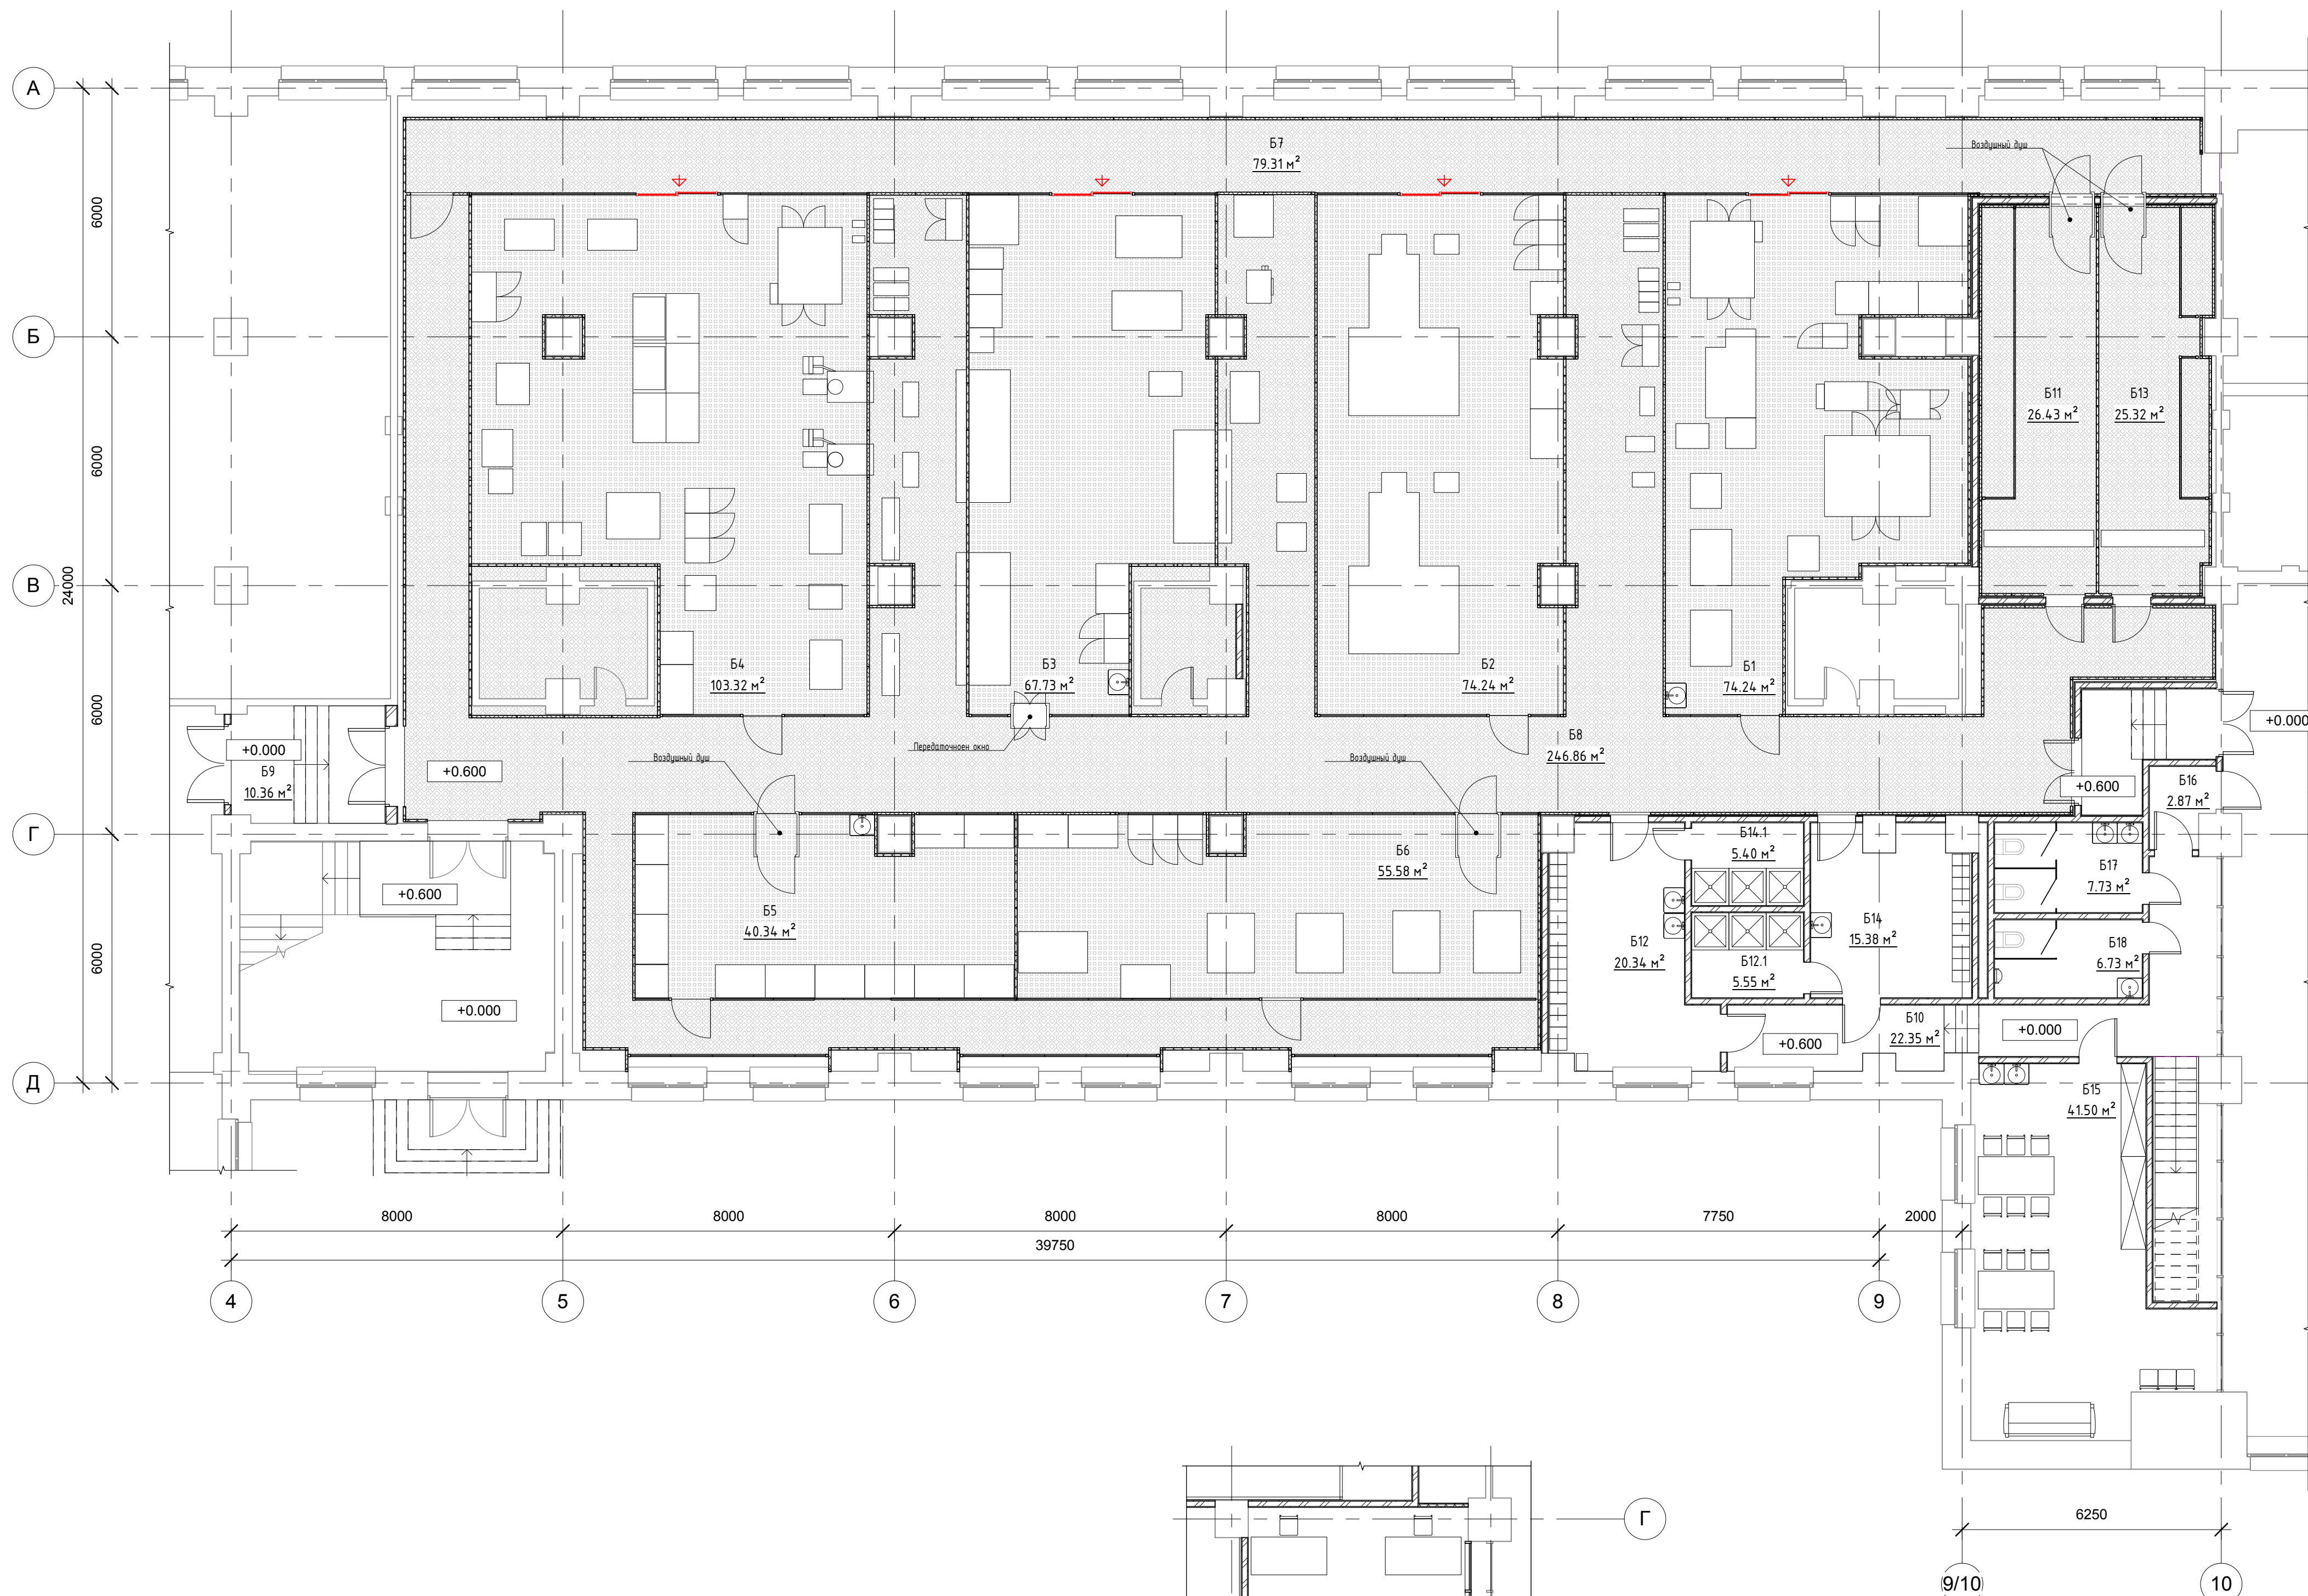 А
Б
В
Г
Д
6000
6000
6000
6000
24000
Б7
79.31 м²
Воздушный душ
Б11
26.43 м²
Б13
25.32 м²
Б4
103.32 м²
Б3
67.73 м²
Б2
74.24 м²
Б1
74.24 м²
+0.000
Б9
10.36 м²
+0.600
Воздушный душ
Передаточноен окно
Воздушный душ
Б8
246.86 м²
+0.000
+0.600
Б16
2.87 м²
+0.600
+0.000
Б5
40.34 м²
Б6
55.58 м²
Б14.1
5.40 м²
Б12
20.34 м²
Б12.1
5.55 м²
Б14
15.38 м²
Б17
7.73 м²
Б18
6.73 м²
Б10
22.35 м²
+0.600
+0.000
Б15
41.50 м²
8000
8000
8000
8000
7750
2000
39750
4
5
6
7
8
9
Г
6250
9/10
10